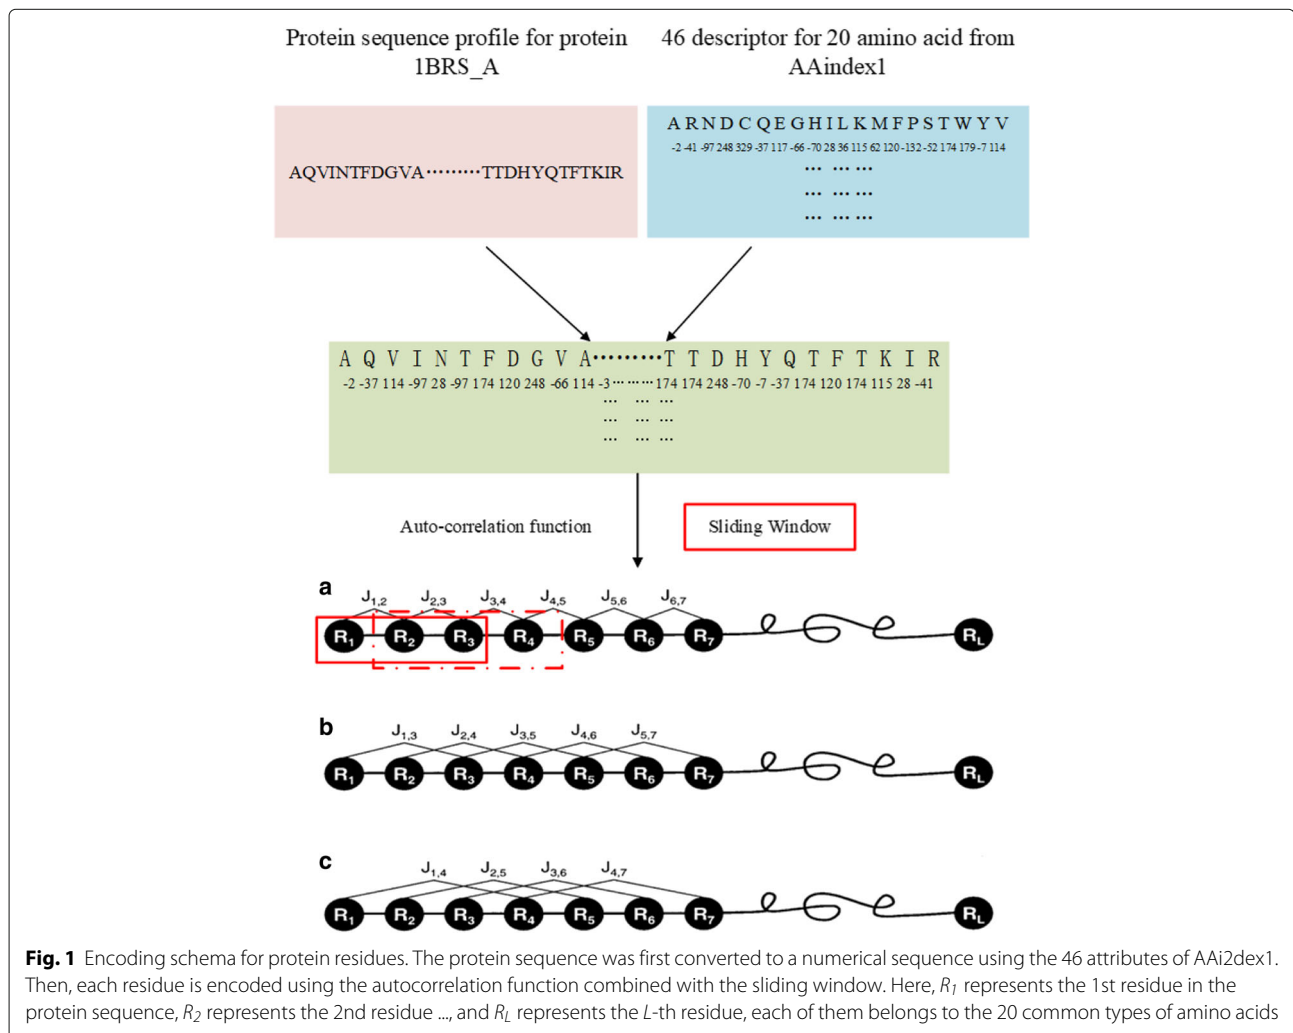 Protein sequence profile for protein
1BRS_A
46 descriptor for 20 amino acid from
AAindex1
AQVINTFDGVA·········TTDHYQTFTKIR
A R N D C Q E G H I L K M F P S T W Y V
-2 -41 -97 248 329 -37 117 -66 -70 28 36 115 62 120 -132 -52 174 179 -7 114
... ... ...
... ... ...
... ... ...
A Q V I N T F D G V A·········T T D H Y Q T F T K I R
-2 -37 114 -97 28 -97 174 120 248 -66 114 -3 ... ... ... 174 174 248 -70 -7 -37 174 120 174 115 28 -41
... ... ...
... ... ...
... ... ...
Auto-correlation function
Sliding Window
a
J1,2 J2,3 J3,4 J4,5 J5,6 J6,7
R1 R2 R3 R4 R5 R6 R7 RL
b
J1,3 J2,4 J3,5 J4,6 J5,7
R1 R2 R3 R4 R5 R6 R7 RL
c
J1,4 J2,5 J3,6 J4,7
R1 R2 R3 R4 R5 R6 R7 RL
Fig. 1 Encoding schema for protein residues. The protein sequence was first converted to a numerical sequence using the 46 attributes of AAi2dex1.
Then, each residue is encoded using the autocorrelation function combined with the sliding window. Here, R1 represents the 1st residue in the
protein sequence, R2 represents the 2nd residue ..., and RL represents the L-th residue, each of them belongs to the 20 common types of amino acids